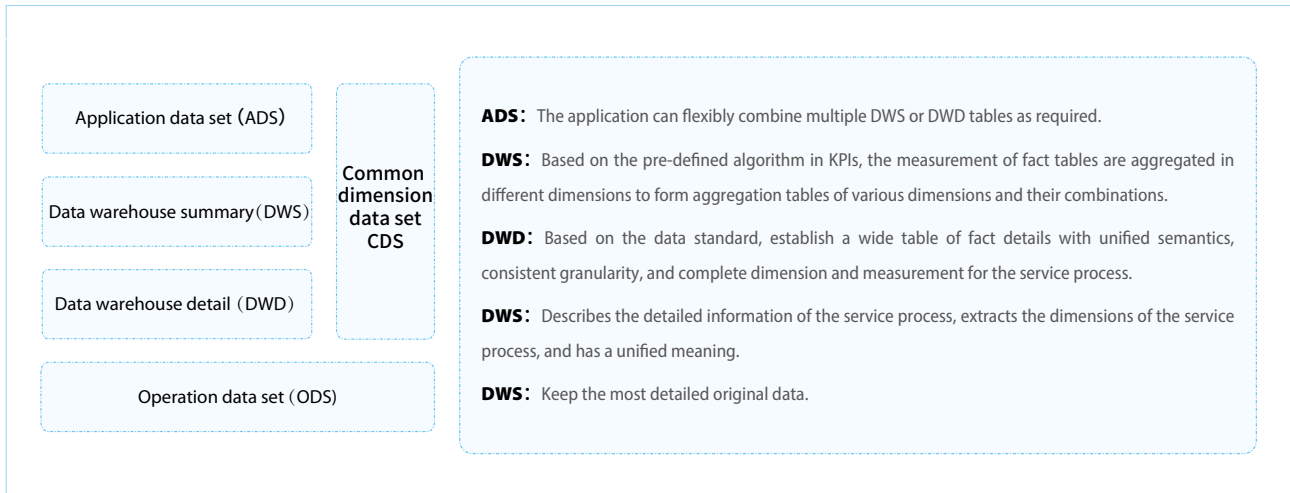 Application data set (ADS)
Data warehouse summary(DWS)
Data warehouse detail (DWD)
Common
dimension
data set
CDS
Operation data set (ODS)
ADS: The application can flexibly combine multiple DWS or DWD tables as required.
DWS: Based on the pre-defined algorithm in KPIs, the measurement of fact tables are aggregated in
different dimensions to form aggregation tables of various dimensions and their combinations.
DWD: Based on the data standard, establish a wide table of fact details with unified semantics,
consistent granularity, and complete dimension and measurement for the service process.
DWS: Describes the detailed information of the service process, extracts the dimensions of the service
process, and has a unified meaning.
DWS: Keep the most detailed original data.